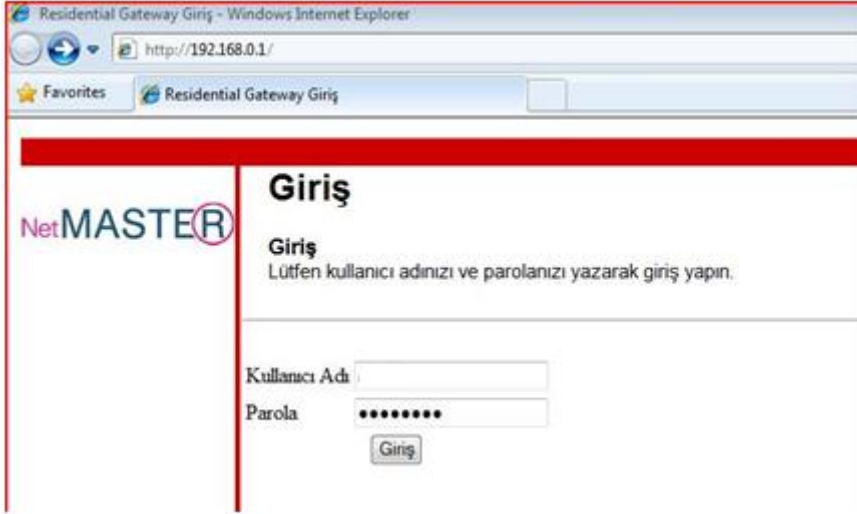 Residential Gateway Giriş - Windows Internet Explorer
http://192.168.0.1/
Favorites Residential Gateway Giriş
NetMASTER
Giriş
Giriş
Lütfen kullanıcı adınızı ve parolanızı yazarak giriş yapın.
Kullanıcı Adı
Parola ••••••••
Giriş